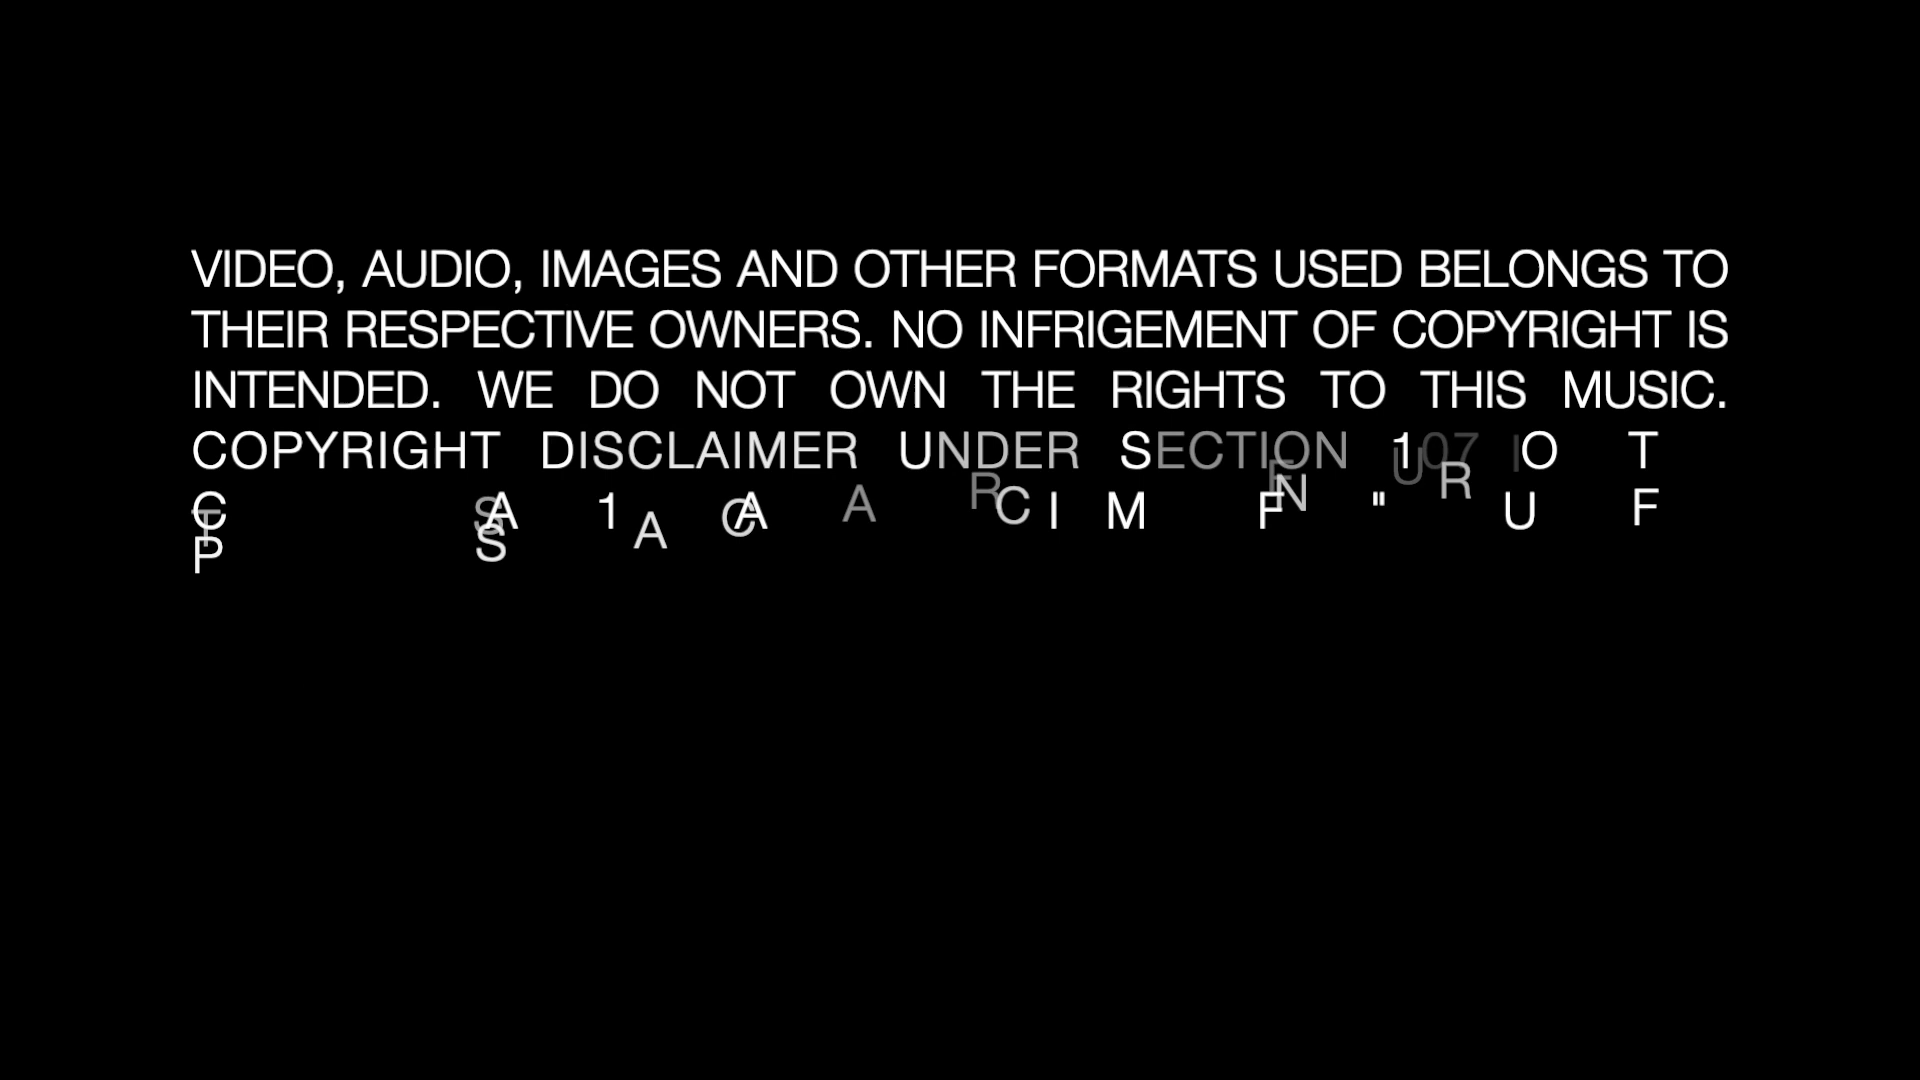 VIDEO, AUDIO, IMAGES AND OTHER FORMATS USED BELONGS TO
THEIR RESPECTIVE OWNERS. NO INFRIGEMENT OF COPYRIGHT IS
INTENDED. WE DO NOT OWN THE RIGHTS TO THIS MUSIC.
COPYRIGHT DISCLAIMER UNDER SECTION 107